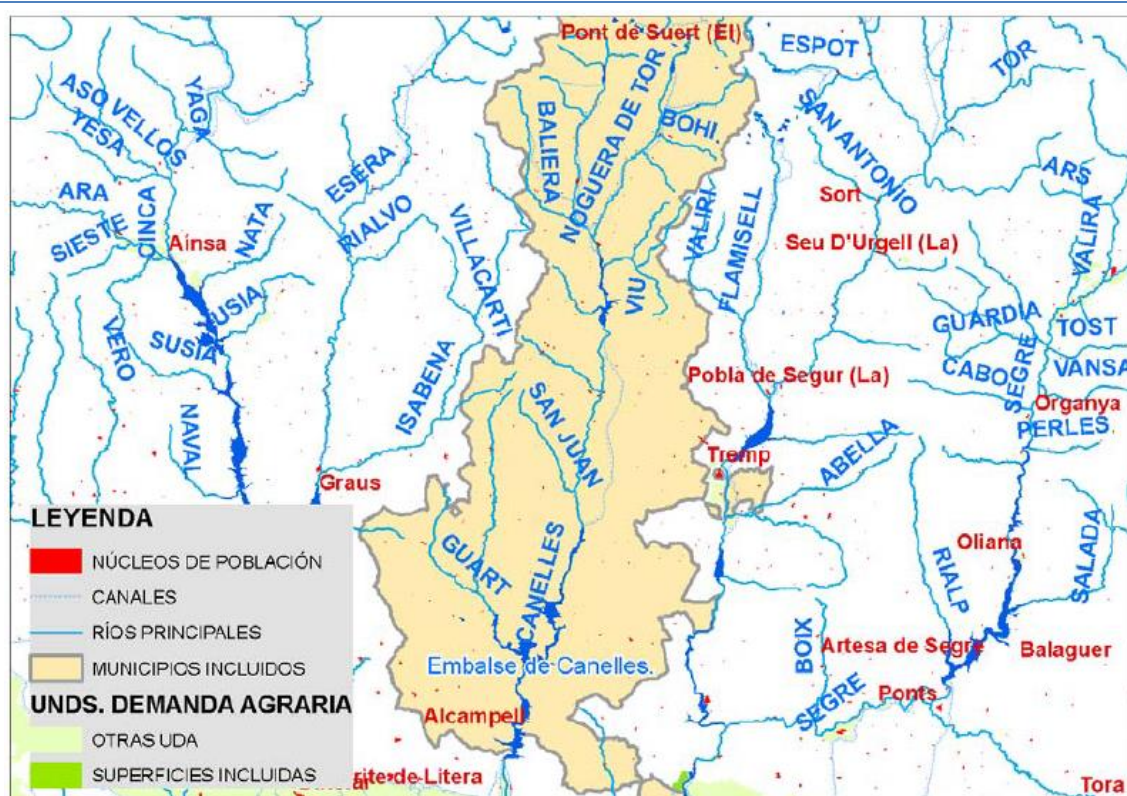 Pont de Suert (El)
ESPOT
TOR
ASO VELLOS
YAGA
YESA
BALIERA
NOGUERA DE TOR
BOHI
SAN ANTONIO
ESERA
ARA
CINCA
SIESTE
Aínsa
NATA
RIALVO
VILLACARTI
VALIRI
FLAMISELL
Sort
ARS
VALIRA
Seu D'Urgell (La)
VERO
SUSIA
USIA
VIU
GUARDIA
TOST
CABO
SEGRE
VANSA
ISABENA
Pobla de Segur (La)
Organya
PERLES
NAVAL
SAN JUAN
Tremp
ABELLA
Graus
LEYENDA
NÚCLEOS DE POBLACIÓN
CANALES
RÍOS PRINCIPALES
MUNICIPIOS INCLUIDOS
UNDS. DEMANDA AGRARIA
OTRAS UDA
SUPERFICIES INCLUIDAS
GUART
CANELLES
Embalse de Canelles.
Oliana
RIALP
SALADA
BOIX
Artesa de Segre
Balaguer
Alcampell
SEGRE
Ponts
rite de Litera
Tora